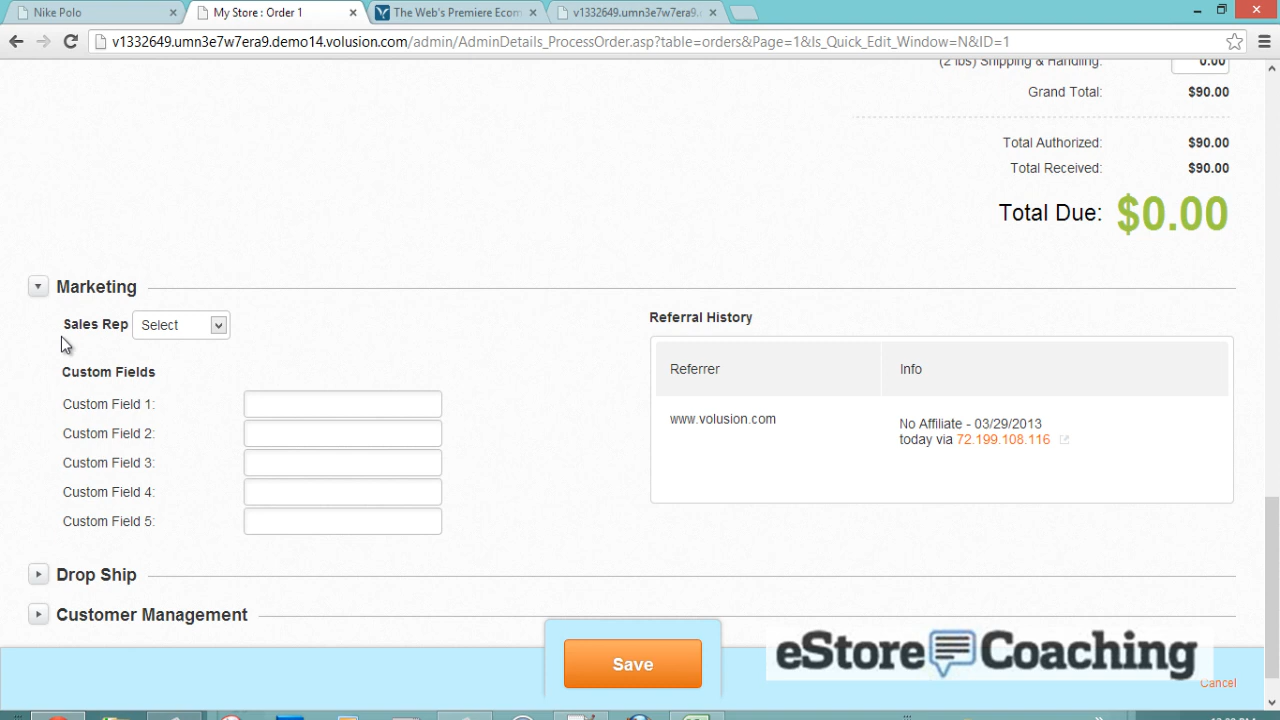 Nike Polo
My Store : Order 1
The Web's Premiere Ecom
v1332649.umn3e7w7era9.
v1332649.umn3e7w7era9.demo14.volusion.com/admin/AdminDetails_ProcessOrder.asp?table=orders&Page=1&Is_Quick_Edit_Window=N&ID=1
(2 lbs) Shipping & Handling: 0.00
Grand Total: $90.00
Total Authorized: $90.00
Total Received: $90.00
Total Due: $0.00
Marketing
Sales Rep Select
Referral History
Custom Fields
Referrer Info
Custom Field 1:
www.volusion.com
No Affiliate - 03/29/2013
today via 72.199.108.116
Custom Field 2:
Custom Field 3:
Custom Field 4:
Custom Field 5:
Drop Ship
Customer Management
Save
eStore Coaching
Cancel